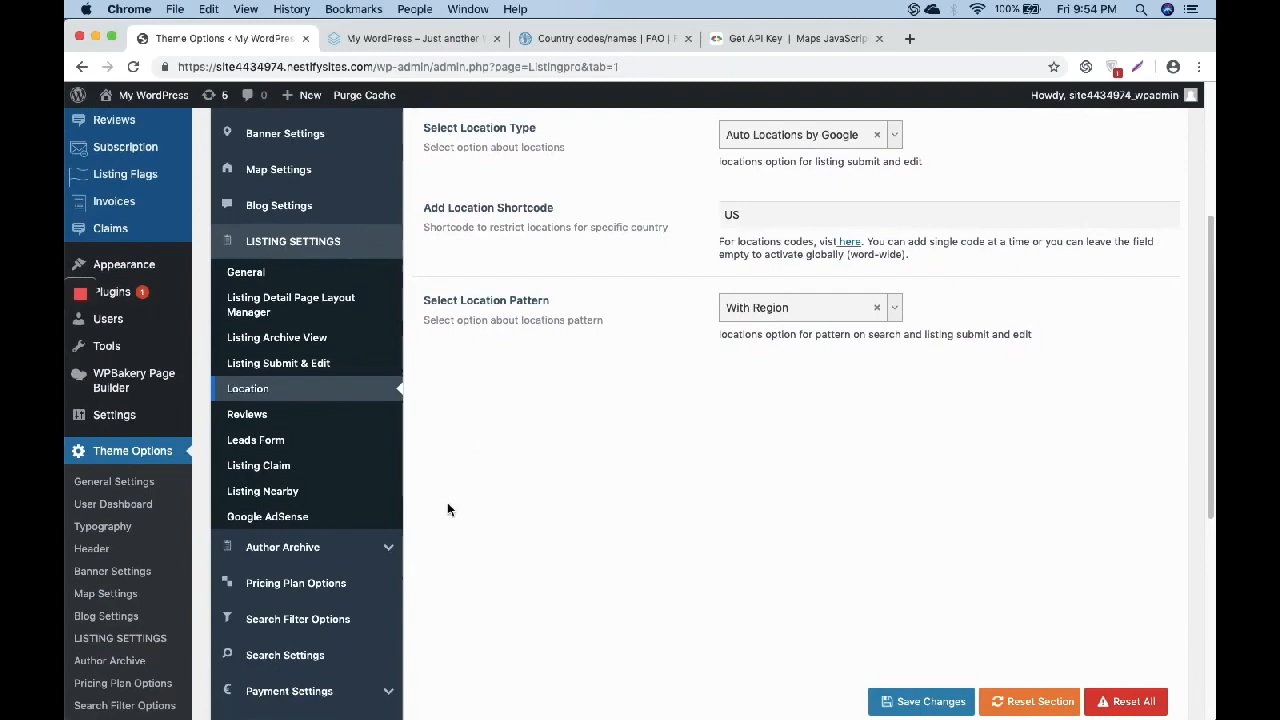 Chrome File Edit View History Bookmarks People Window Help 100% Fri 9:54 PM
Theme Options < My WordPress My WordPress – Just another Country codes/names | FAO | F Get API Key | Maps JavaScrip
https://site4434974.nestifysites.com/wp-admin/admin.php?page=Listingpro&tab=1
My WordPress 5 0 New Purge Cache Howdy, site4434974_wpadmin
Reviews
Subscription
Listing Flags
Invoices
Claims
Appearance
Plugins 1
Users
Tools
WPBakery Page
Builder
Settings
Theme Options
General Settings
User Dashboard
Typography
Header
Banner Settings
Map Settings
Blog Settings
LISTING SETTINGS
Author Archive
Pricing Plan Options
Search Filter Options
Banner Settings
Map Settings
Blog Settings
LISTING SETTINGS
General
Listing Detail Page Layout
Manager
Listing Archive View
Listing Submit & Edit
Location
Reviews
Leads Form
Listing Claim
Listing Nearby
Google AdSense
Author Archive
Pricing Plan Options
Search Filter Options
Search Settings
Payment Settings
Select Location Type
Select option about locations
Auto Locations by Google
locations option for listing submit and edit
Add Location Shortcode
Shortcode to restrict locations for specific country
US
For locations codes, vist here. You can add single code at a time or you can leave the field
empty to activate globally (word-wide).
Select Location Pattern
Select option about locations pattern
With Region
locations option for pattern on search and listing submit and edit
Save Changes Reset Section Reset All